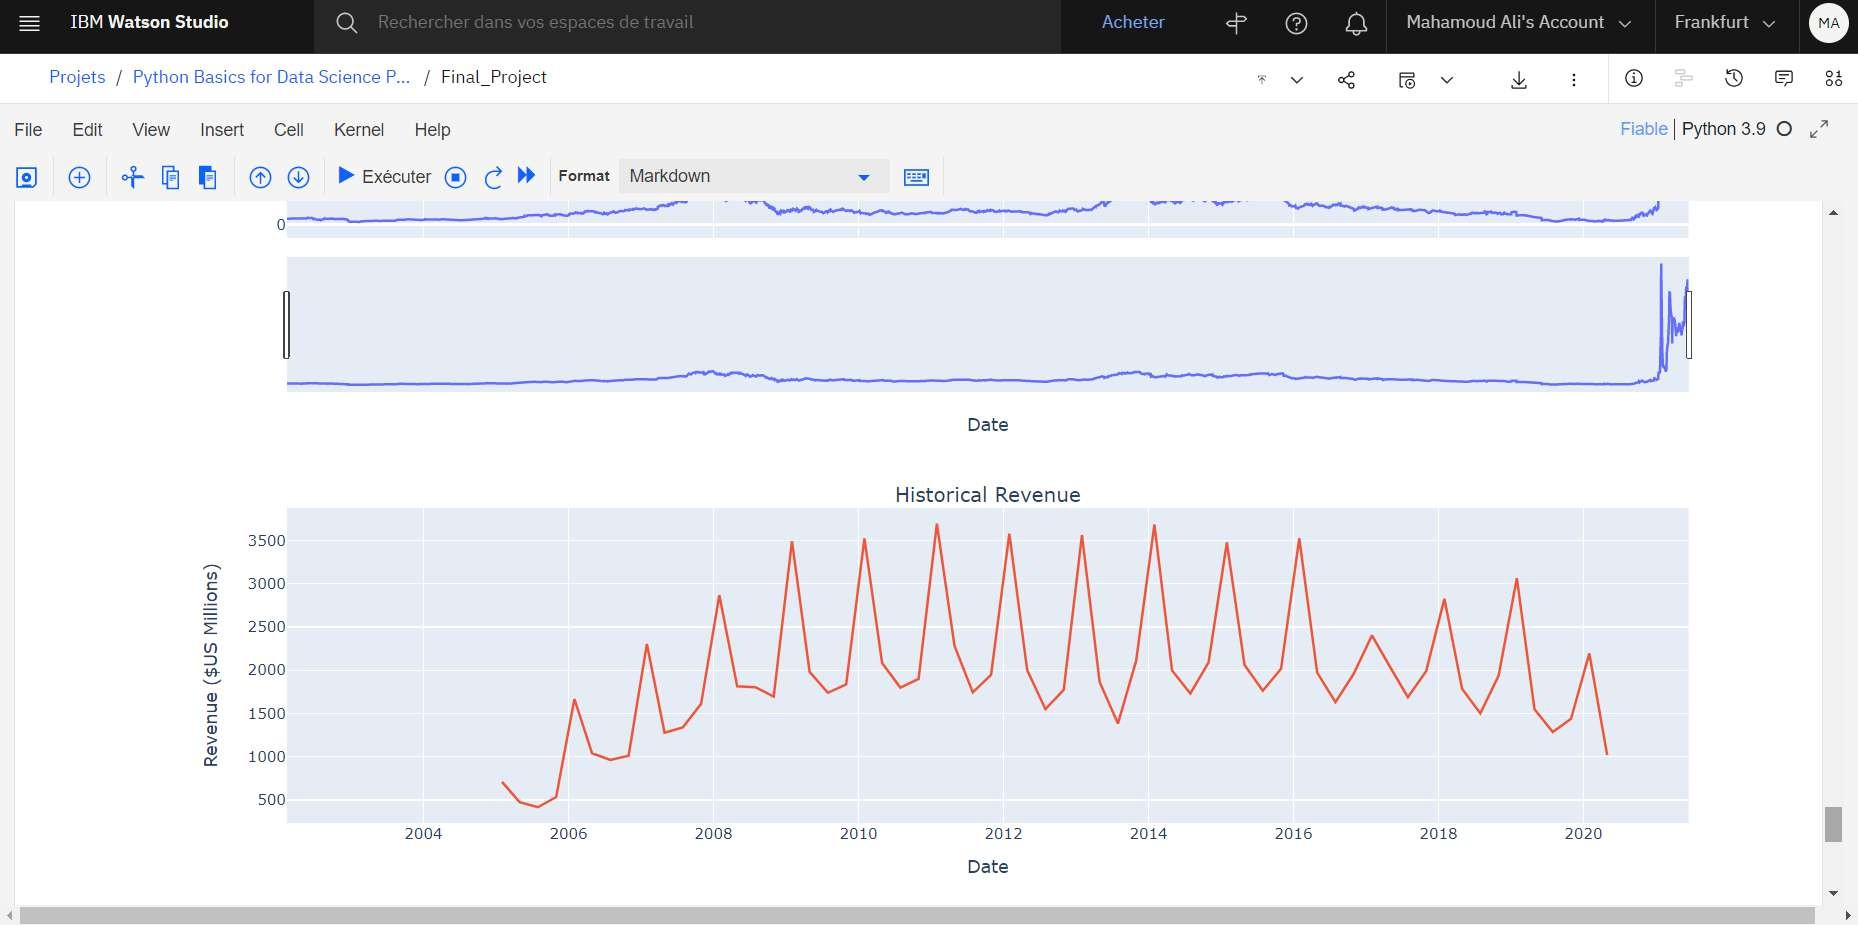 IBM Watson Studio
Rechercher dans vos espaces de travail
Acheter
Mahamoud Ali's Account
Frankfurt
MA
Projets / Python Basics for Data Science P... / Final_Project
File Edit View Insert Cell Kernel Help
Fiable | Python 3.9
Exécuter
Format
Markdown
0
Date
Historical Revenue
Revenue ($US Millions)
3500
3000
2500
2000
1500
1000
500
2004 2006 2008 2010 2012 2014 2016 2018 2020
Date